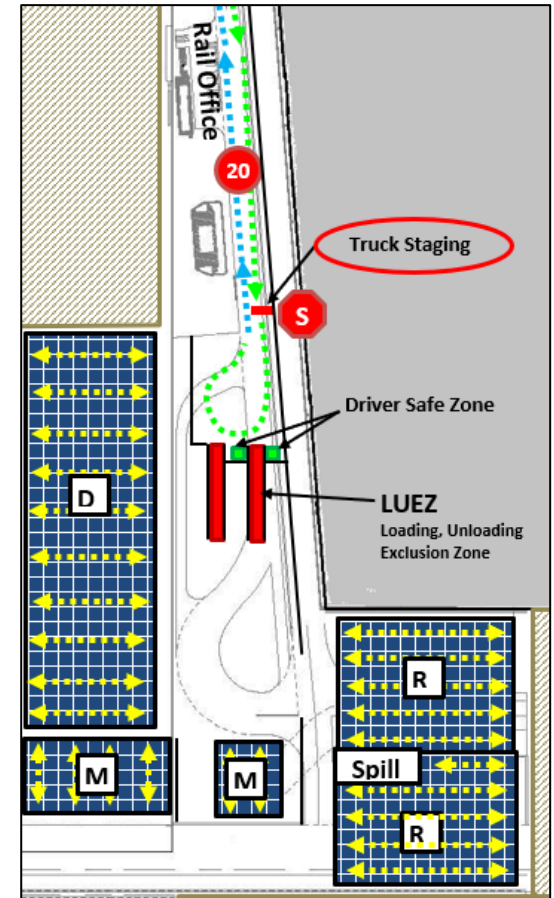 Rail Office
20
Truck Staging
S
Driver Safe Zone
D
LUEZ
Loading, Unloading
Exclusion Zone
R
Spill
M
M
R